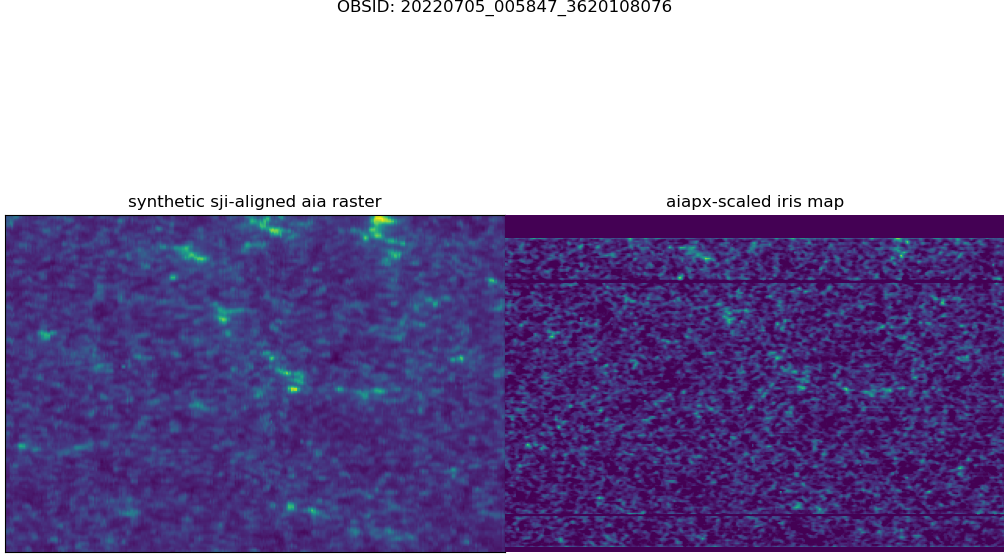 OBSID: 20220705_005847_3620108076
synthetic sji-aligned aia raster
aiapx-scaled iris map